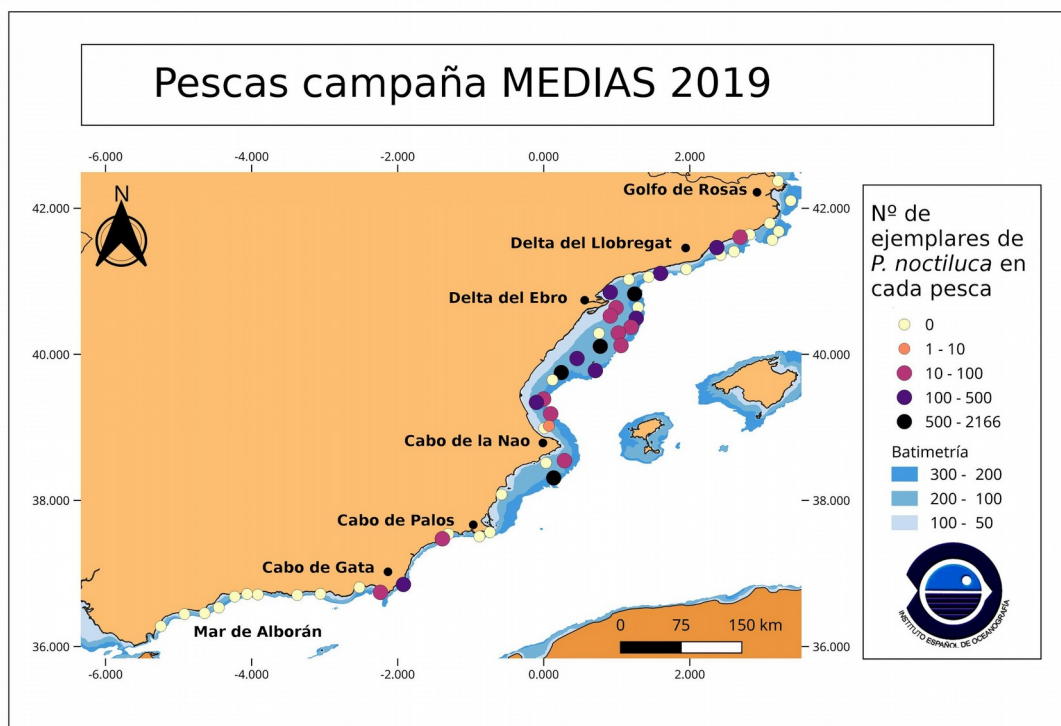 Pescas campaña MEDIAS 2019
-6.000 -4.000 -2.000 0.000 2.000
N
42.000 42.000
40.000 40.000
38.000 38.000
36.000 36.000
Golfo de Rosas
Delta del Llobregat
Delta del Ebro
Cabo de la Nao
Cabo de Palos
Cabo de Gata
Mar de Alborán
0 75 150 km
-6.000 -4.000 -2.000 0.000 2.000
Nº de
ejemplares de
P. noctiluca en
cada pesca
0
1 - 10
10 - 100
100 - 500
500 - 2166
Batimetría
300 - 200
200 - 100
100 - 50
INSTITUTO ESPAÑOL DE OCEANOGRAFÍA